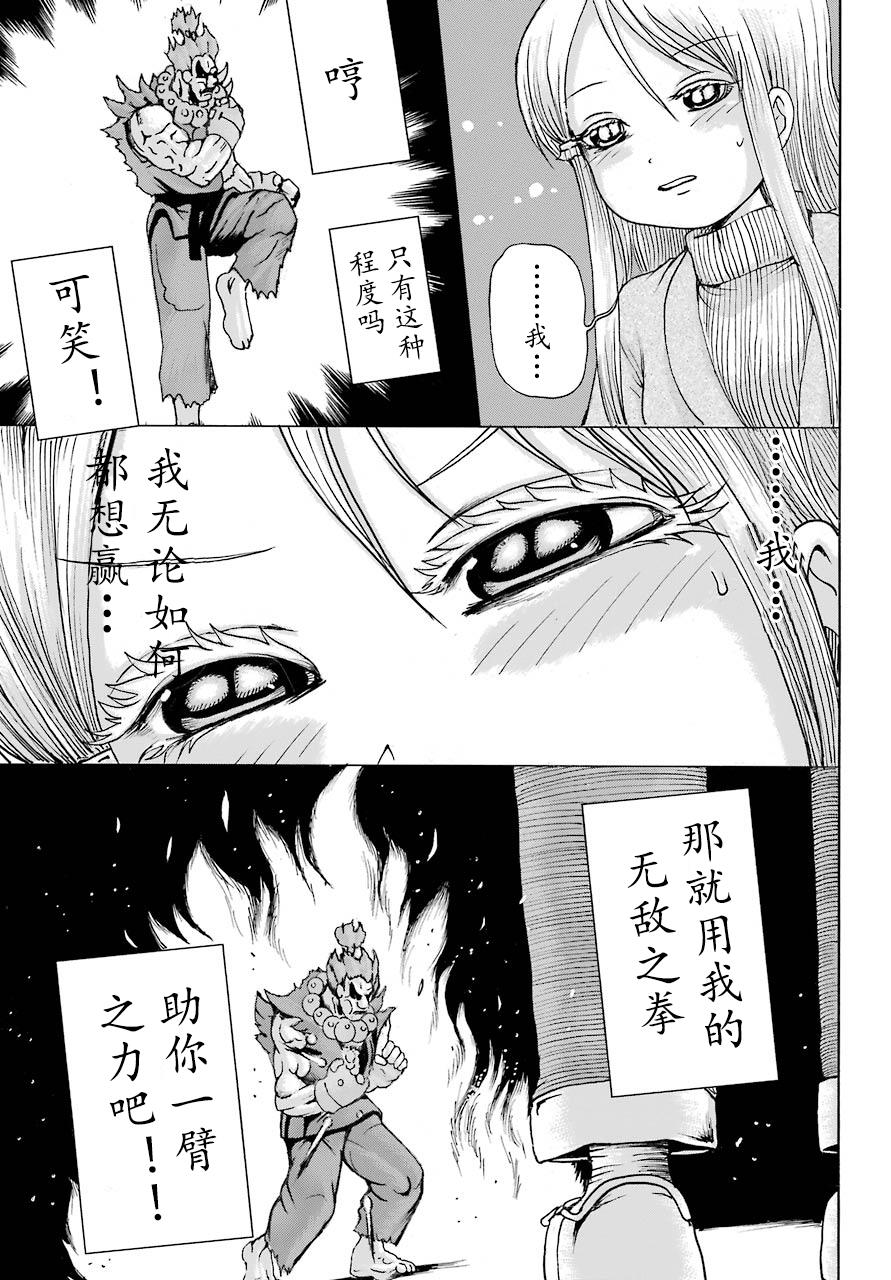 ……我
……
哼
只有这种
程度吗
可笑！
………我……
我无论如何
都想赢…
那就用我的
无敌之拳
助你一臂
之力吧！！